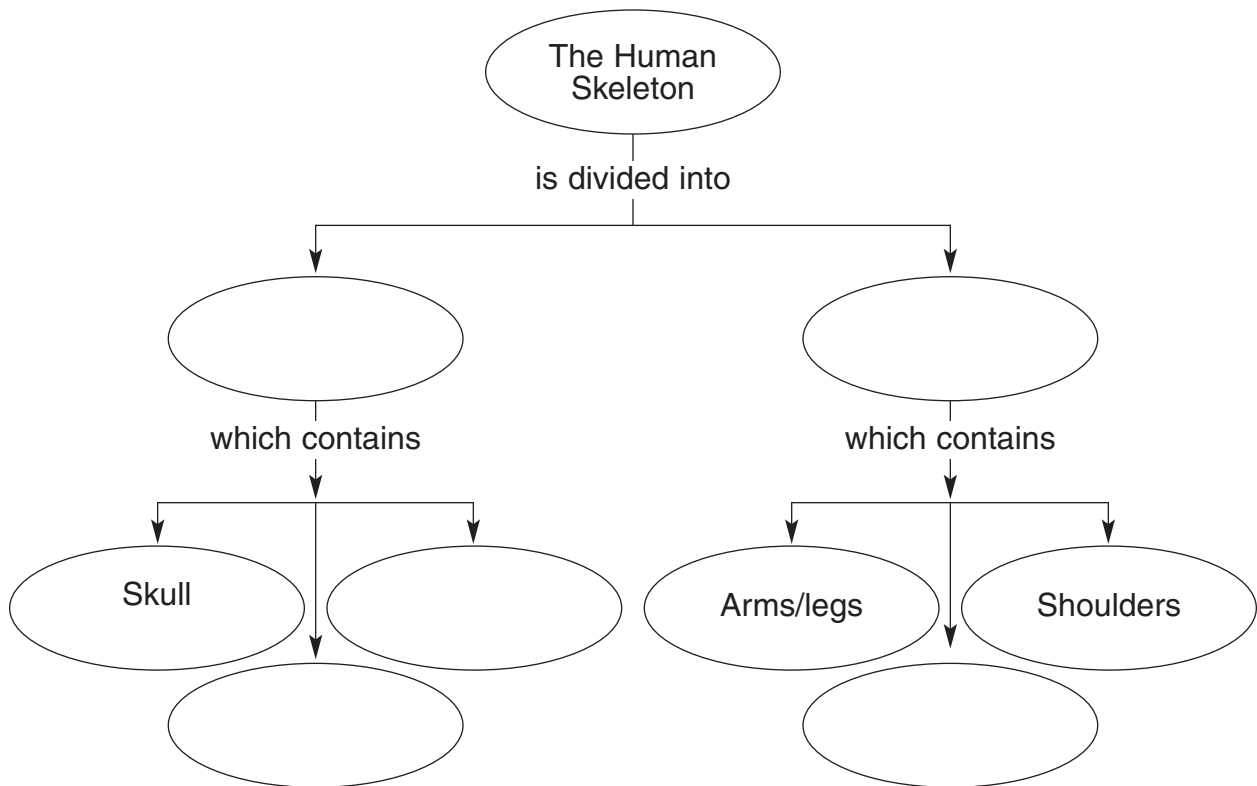 The Human
Skeleton
is divided into
which contains
which contains
Skull
Arms/legs
Shoulders